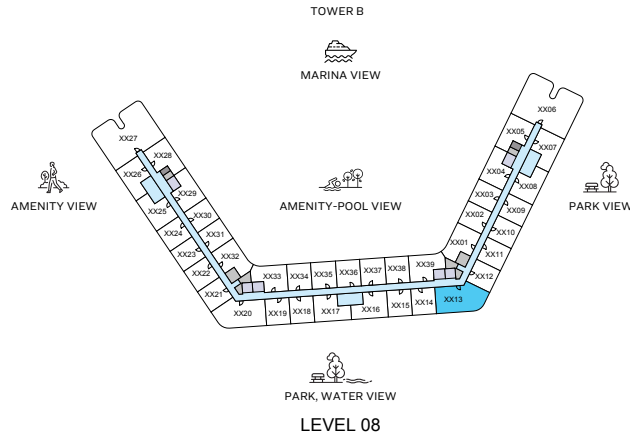 TOWER B
MARINA VIEW
XX06
XX27
XX05
XX07
XX28
XX26
XX04
XX08
XX29
XX03
AMENITY VIEW
AMENITY-POOL VIEW
PARK VIEW
XX25
XX30
XX02
XX09
XX24
XX31
XX10
XX23
XX32
XX01
XX11
XX22
XX33
XX34
XX35
XX36
XX37
XX38
XX39
XX12
XX21
XX13
XX20
XX19
XX18
XX17
XX16
XX15
XX14
PARK, WATER VIEW
LEVEL 08